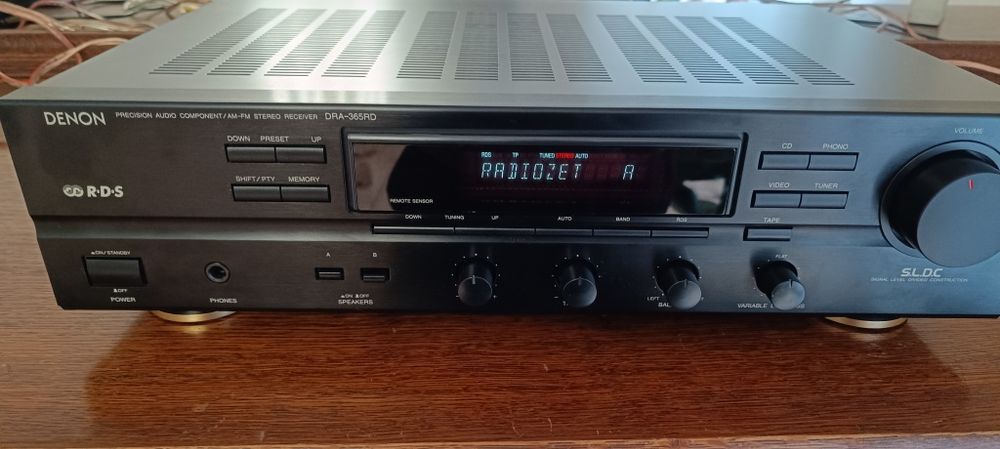 DENON PRECISION AUDIO COMPONENT/AM-FM STEREO RECEIVER DRA-365RD
VOLUME
DOWN PRESET UP
SHIFT/PTY MEMORY
R·D·S
RDS TP TUNED STEREO AUTO
RADIOZET A
REMOTE SENSOR
DOWN TUNING UP AUTO BAND RDS
CD PHONO
VIDEO TUNER
TAPE
ON/STANDBY
OFF
POWER
PHONES
A B
ON OFF
SPEAKERS
LEFT
BAL
FLAT
VARIABLE
S.L.D.C
SIGNAL LEVEL DIVIDED CONSTRUCTION